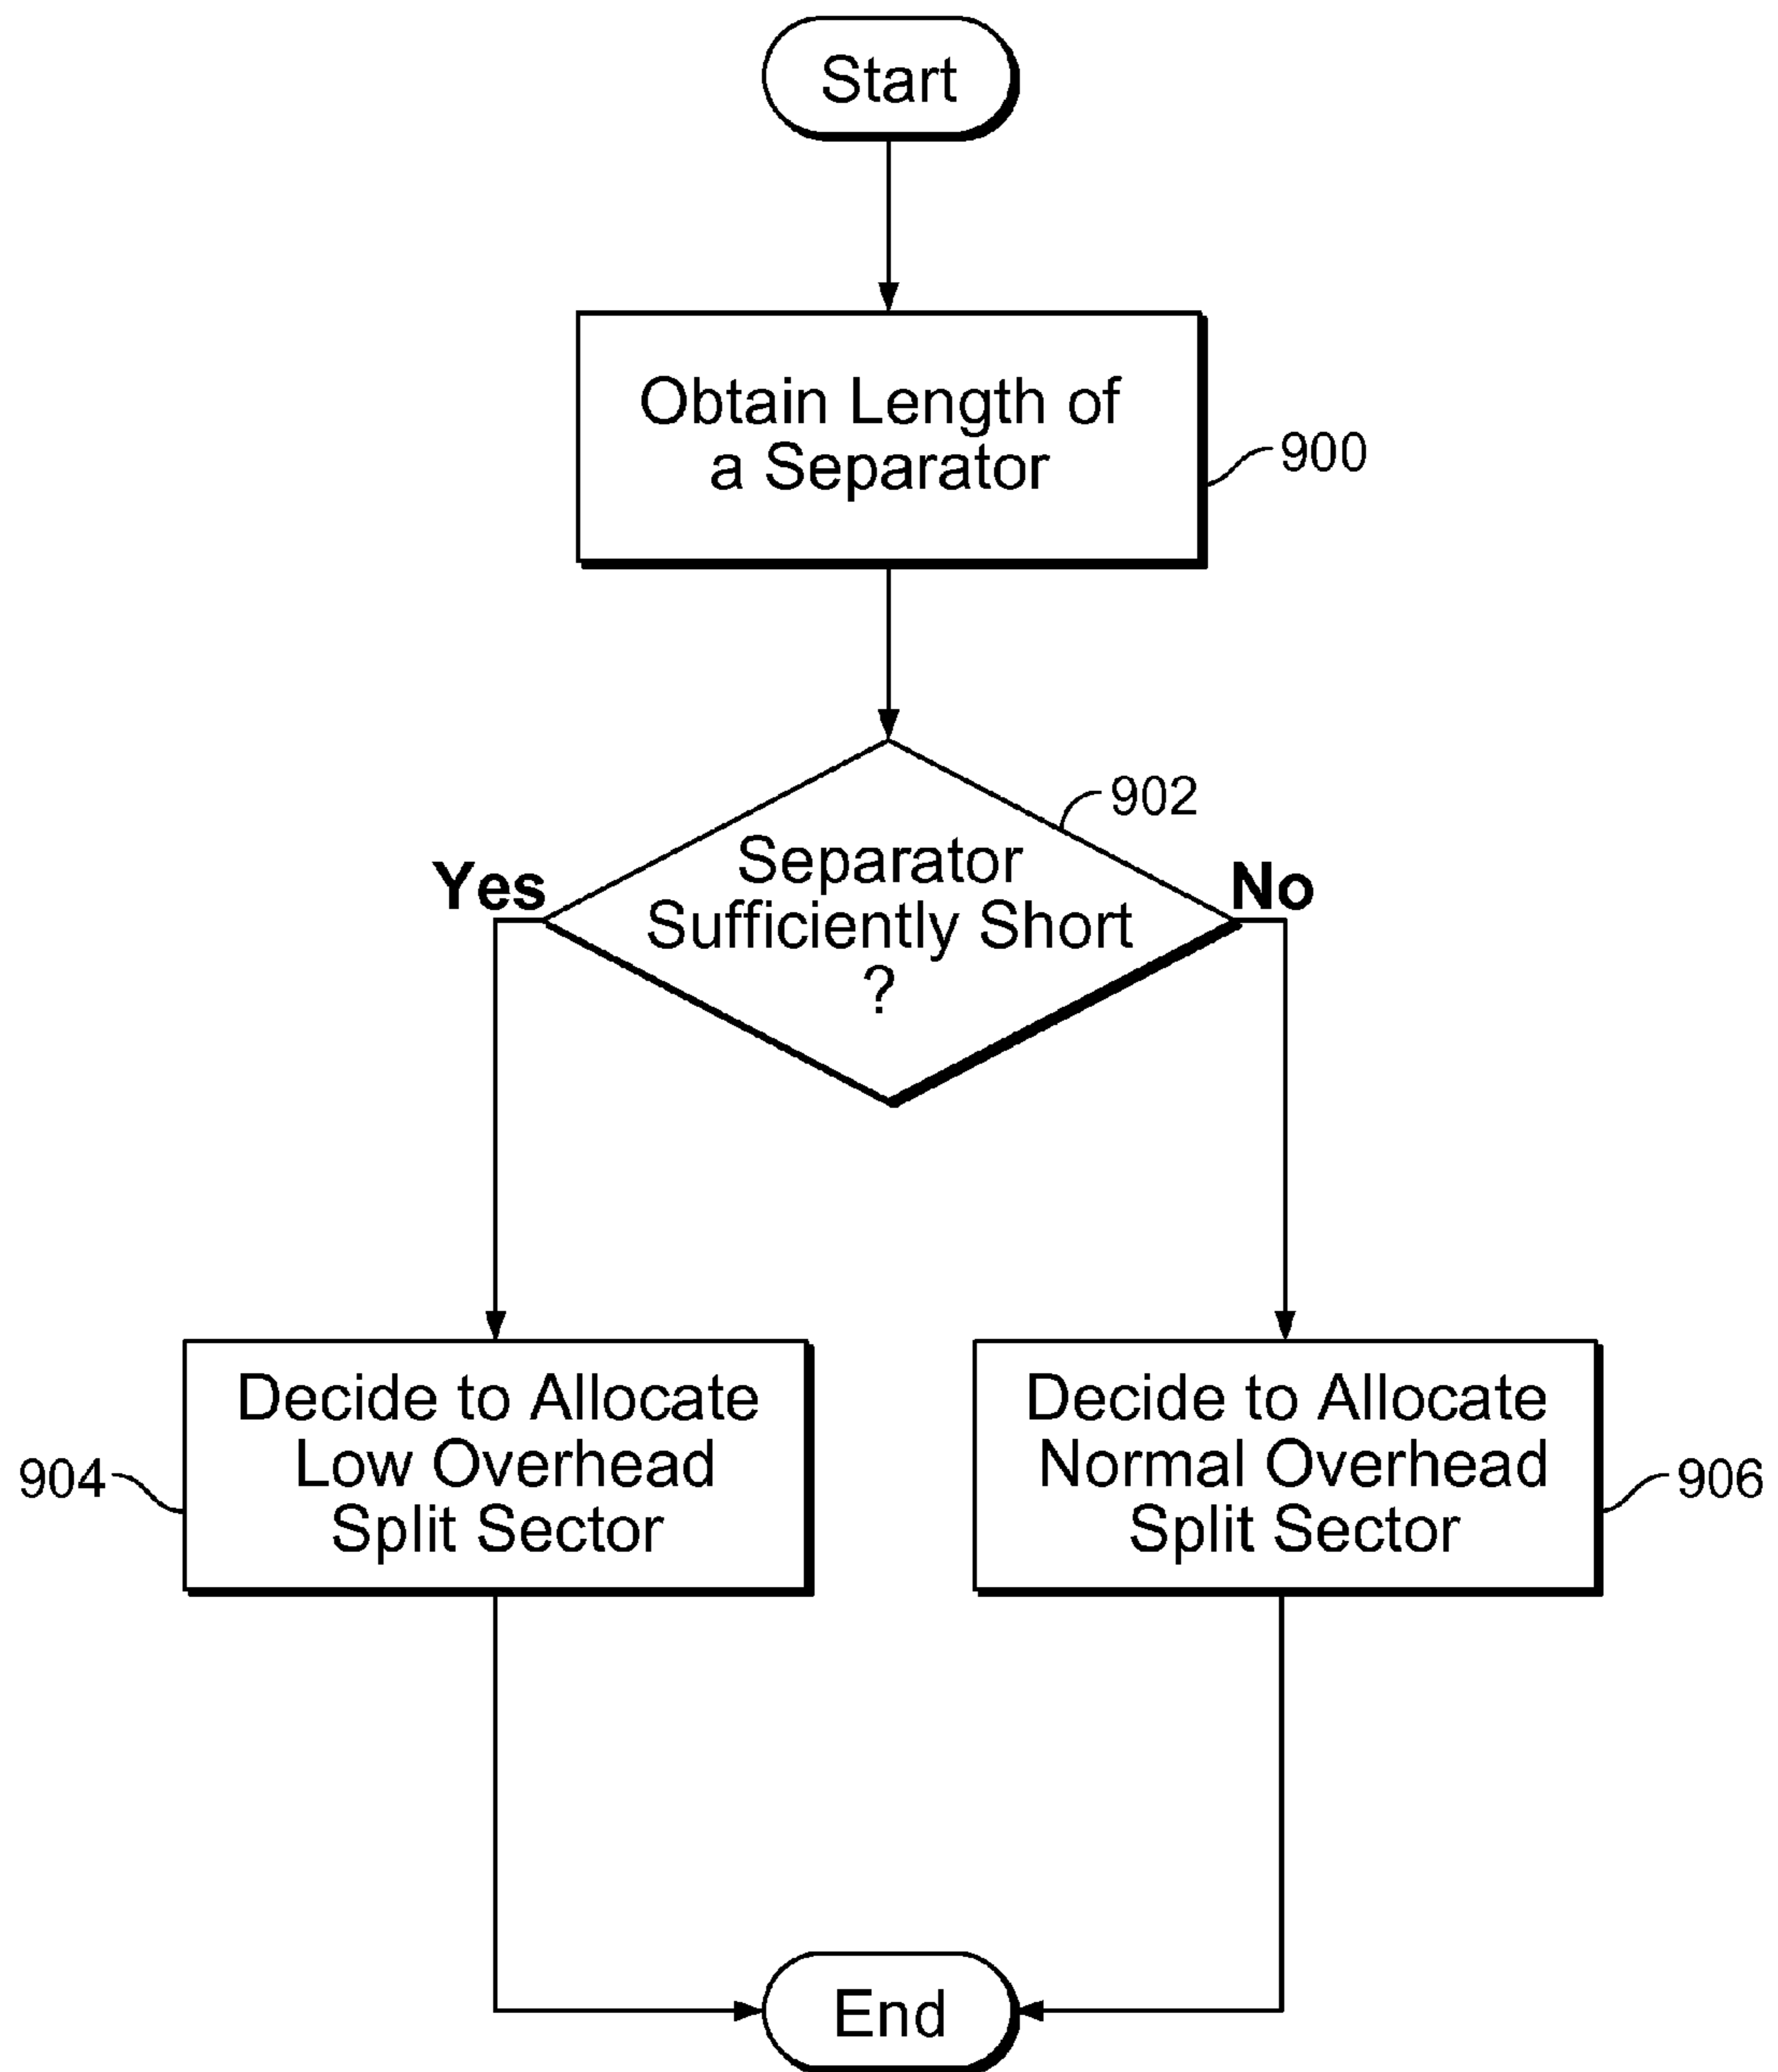 Start
Obtain Length of
a Separator
900
902
Separator
Sufficiently Short
?
Yes
No
Decide to Allocate
Low Overhead
Split Sector
904
Decide to Allocate
Normal Overhead
Split Sector
906
End